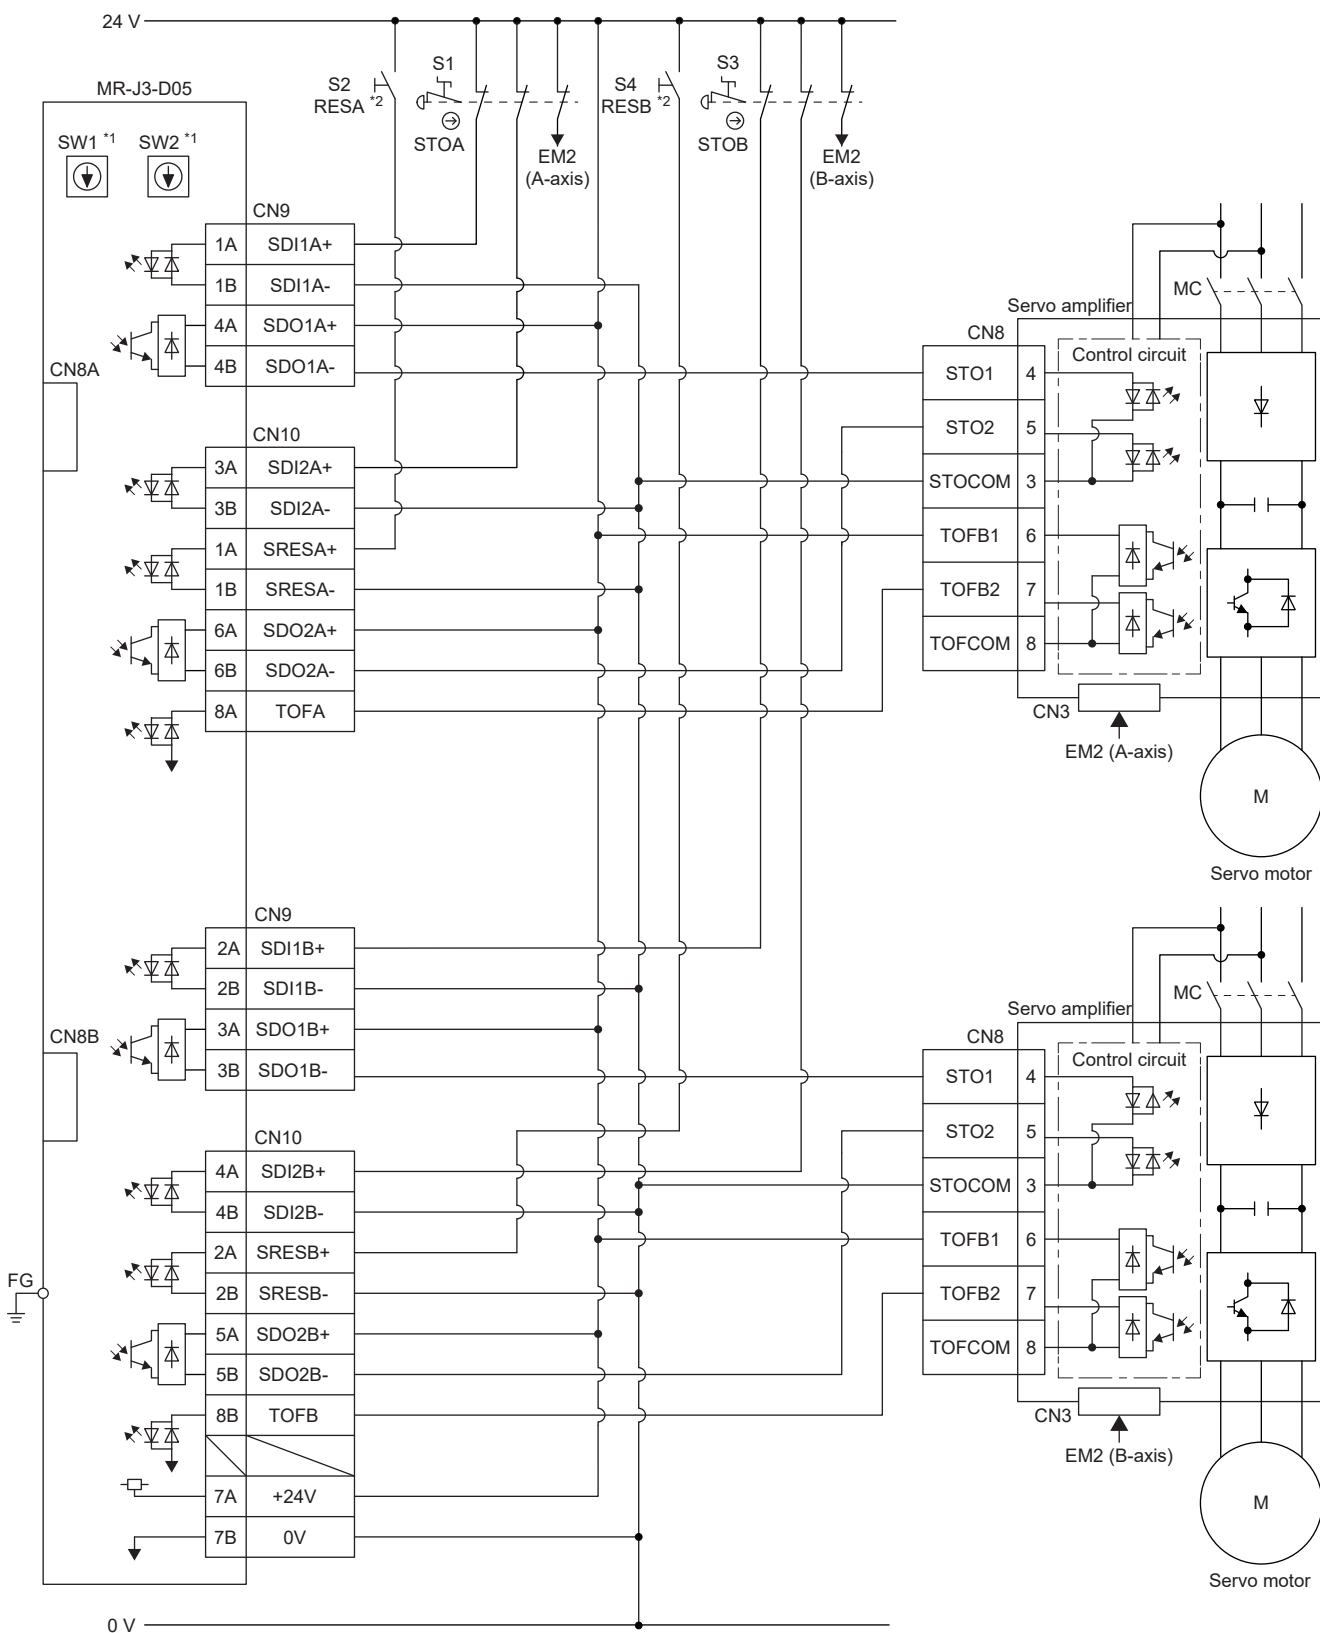 24 V
MR-J3-D05
SW1 *1
SW2 *1
S2
RESA *2
S1
STOA
EM2
(A-axis)
S4
RESB *2
S3
STOB
EM2
(B-axis)
CN8A
CN9
1A SDI1A+
1B SDI1A-
4A SDO1A+
4B SDO1A-
CN10
3A SDI2A+
3B SDI2A-
1A SRESA+
1B SRESA-
6A SDO2A+
6B SDO2A-
8A TOFA
MC
Servo amplifier
CN8
Control circuit
STO1 4
STO2 5
STOCOM 3
TOFB1 6
TOFB2 7
TOFCOM 8
CN3
EM2 (A-axis)
M
Servo motor
CN8B
CN9
2A SDI1B+
2B SDI1B-
3A SDO1B+
3B SDO1B-
CN10
4A SDI2B+
4B SDI2B-
2A SRESB+
2B SRESB-
5A SDO2B+
5B SDO2B-
8B TOFB
7A +24V
7B 0V
FG
MC
Servo amplifier
CN8
Control circuit
STO1 4
STO2 5
STOCOM 3
TOFB1 6
TOFB2 7
TOFCOM 8
CN3
EM2 (B-axis)
M
Servo motor
0 V